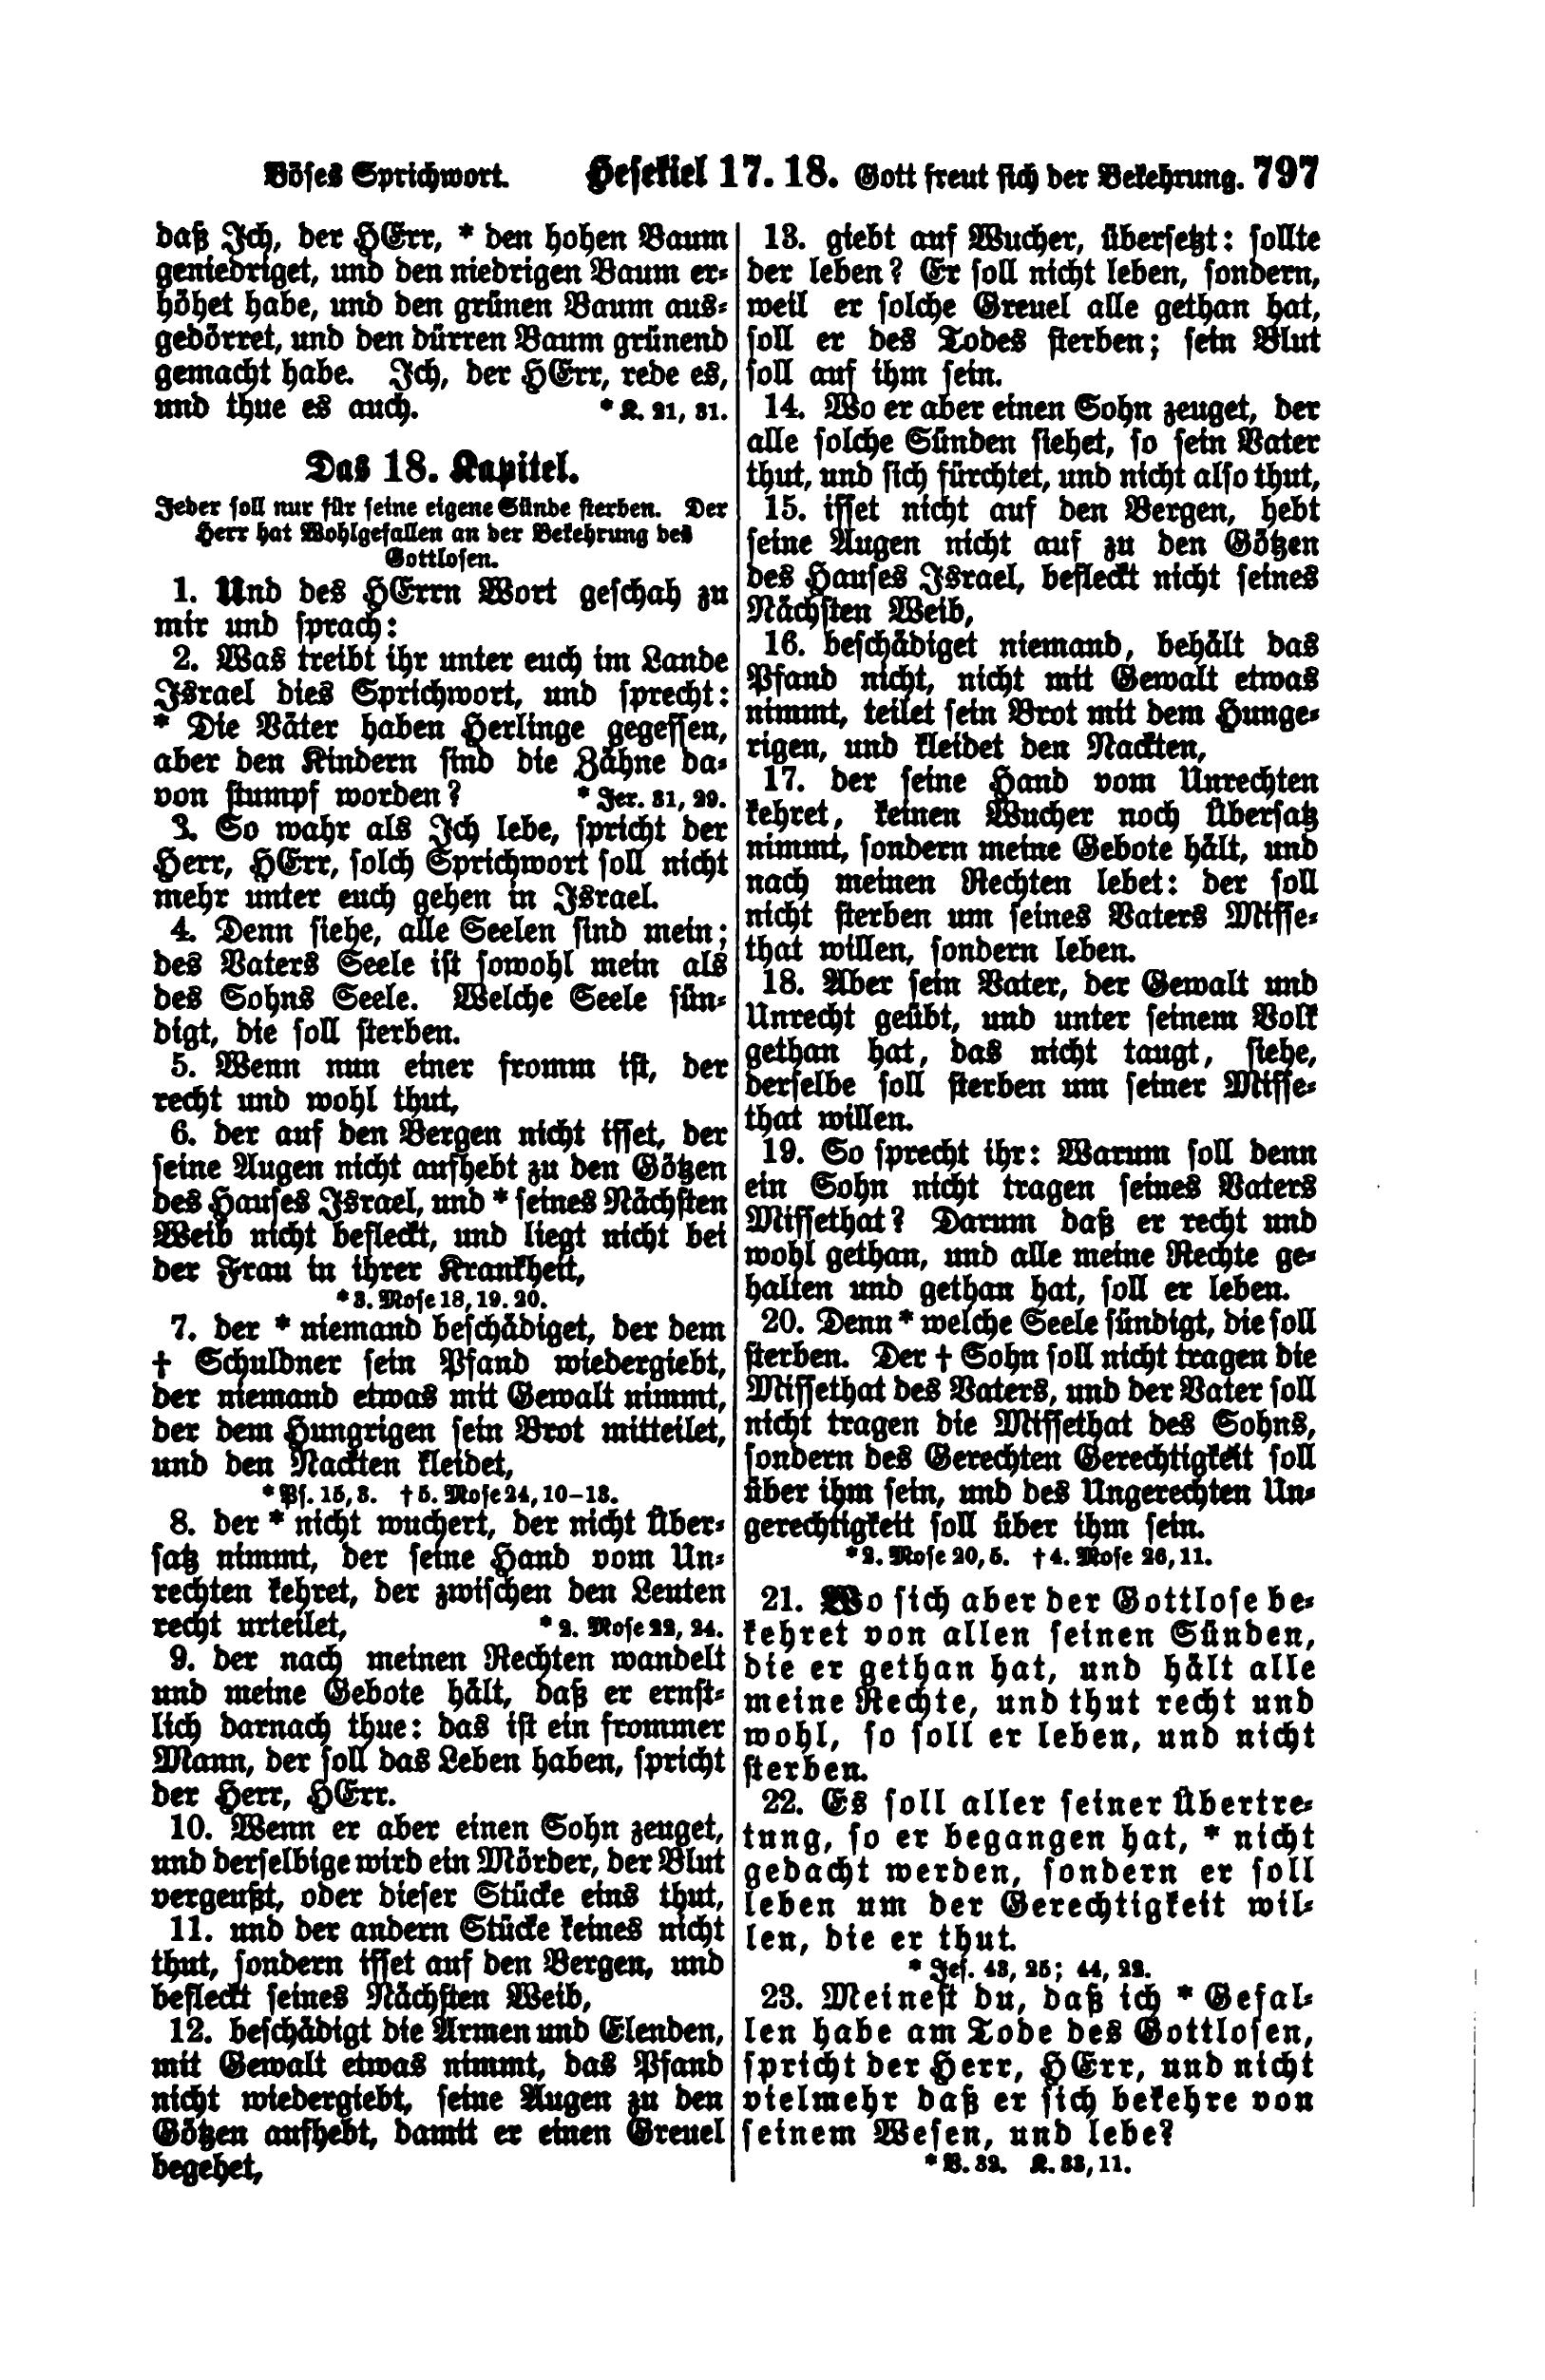 Böses Sprichwort. Hesekiel 17. 18. Gott freut sich der Bekehrung. 797
daß Ich, der HErr, * den hohen Baum
geniedriget, und den niedrigen Baum er-
höhet habe, und den grünen Baum aus-
gedörret, und den dürren Baum grünend
gemacht habe. Ich, der HErr, rede es,
und thue es auch. * K. 21, 31.
Das 18. Kapitel.
Jeder soll nur für seine eigene Sünde sterben. Der
Herr hat Wohlgefallen an der Bekehrung des
Gottlosen.
1. Und des HErrn Wort geschah zu
mir und sprach:
2. Was treibt ihr unter euch im Lande
Israel dies Sprichwort, und sprecht:
* Die Väter haben Herlinge gegessen,
aber den Kindern sind die Zähne da-
von stumpf worden? * Jer. 31, 29.
3. So wahr als Ich lebe, spricht der
Herr, HErr, solch Sprichwort soll nicht
mehr unter euch gehen in Israel.
4. Denn siehe, alle Seelen sind mein;
des Vaters Seele ist sowohl mein als
des Sohns Seele. Welche Seele sün-
digt, die soll sterben.
5. Wenn nun einer fromm ist, der
recht und wohl thut,
6. der auf den Bergen nicht isset, der
seine Augen nicht aufhebt zu den Götzen
des Hauses Israel, und * seines Nächsten
Weib nicht befleckt, und liegt nicht bei
der Frau in ihrer Krankheit,
* 3. Mose 18, 19. 20.
7. der * niemand beschädiget, der dem
† Schuldner sein Pfand wiedergiebt,
der niemand etwas mit Gewalt nimmt,
der dem Hungrigen sein Brot mitteilet,
und den Nackten kleidet,
* Ps. 15, 3. † 5. Mose 24, 10–13.
8. der * nicht wuchert, der nicht Über-
satz nimmt, der seine Hand vom Un-
rechten kehret, der zwischen den Leuten
recht urteilet, * 2. Mose 22, 24.
9. der nach meinen Rechten wandelt
und meine Gebote hält, daß er ernst-
lich darnach thue: das ist ein frommer
Mann, der soll das Leben haben, spricht
der Herr, HErr.
10. Wenn er aber einen Sohn zeuget,
und derselbige wird ein Mörder, der Blut
vergeußt, oder dieser Stücke eins thut,
11. und der andern Stücke keines nicht
thut, sondern isset auf den Bergen, und
befleckt seines Nächsten Weib,
12. beschädigt die Armen und Elenden,
mit Gewalt etwas nimmt, das Pfand
nicht wiedergiebt, seine Augen zu den
Götzen aufhebt, damit er einen Greuel
begehet,
13. giebt auf Wucher, übersetzt: sollte
der leben? Er soll nicht leben, sondern,
weil er solche Greuel alle gethan hat,
soll er des Todes sterben; sein Blut
soll auf ihm sein.
14. Wo er aber einen Sohn zeuget, der
alle solche Sünden siehet, so sein Vater
thut, und sich fürchtet, und nicht also thut,
15. isset nicht auf den Bergen, hebt
seine Augen nicht auf zu den Götzen
des Hauses Israel, befleckt nicht seines
Nächsten Weib,
16. beschädiget niemand, behält das
Pfand nicht, nicht mit Gewalt etwas
nimmt, teilet sein Brot mit dem Hunge-
rigen, und kleidet den Nackten,
17. der seine Hand vom Unrechten
kehret, keinen Wucher noch Übersatz
nimmt, sondern meine Gebote hält, und
nach meinen Rechten lebet: der soll
nicht sterben um seines Vaters Misse-
that willen, sondern leben.
18. Aber sein Vater, der Gewalt und
Unrecht geübt, und unter seinem Volk
gethan hat, das nicht taugt, siehe,
derselbe soll sterben um seiner Misse-
that willen.
19. So sprecht ihr: Warum soll denn
ein Sohn nicht tragen seines Vaters
Missethat? Darum daß er recht und
wohl gethan, und alle meine Rechte ge-
halten und gethan hat, soll er leben.
20. Denn * welche Seele sündigt, die soll
sterben. Der † Sohn soll nicht tragen die
Missethat des Vaters, und der Vater soll
nicht tragen die Missethat des Sohns,
sondern des Gerechten Gerechtigkeit soll
über ihm sein, und des Ungerechten Un-
gerechtigkeit soll über ihm sein.
* 2. Mose 20, 5. † 4. Mose 26, 11.
21. Wo sich aber der Gottlose be-
kehret von allen seinen Sünden,
die er gethan hat, und hält alle
meine Rechte, und thut recht und
wohl, so soll er leben, und nicht
sterben.
22. Es soll aller seiner Übertre-
tung, so er begangen hat, * nicht
gedacht werden, sondern er soll
leben um der Gerechtigkeit wil-
len, die er thut.
* Jes. 43, 25; 44, 22.
23. Meinest du, daß ich * Gefal-
len habe am Tode des Gottlosen,
spricht der Herr, HErr, und nicht
vielmehr daß er sich bekehre von
seinem Wesen, und lebe?
* V. 32. K. 33, 11.